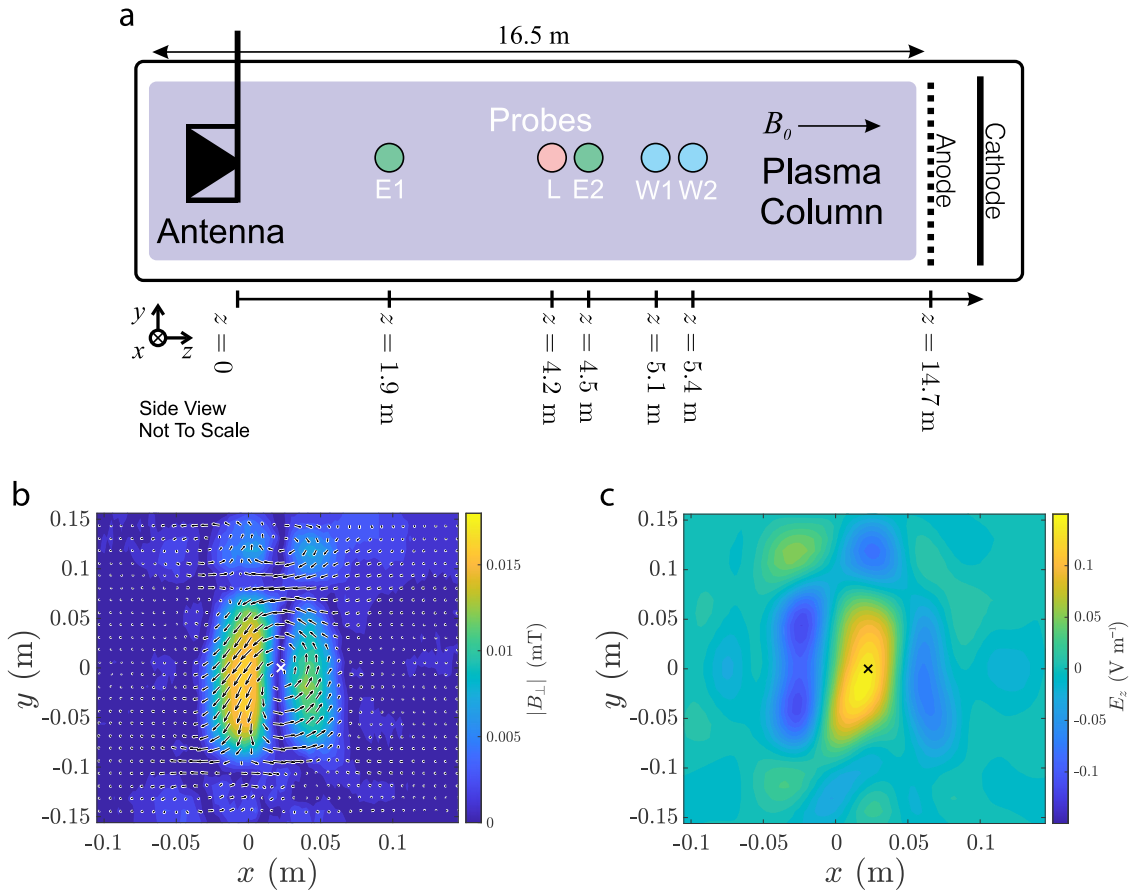 a
16.5 m
Probes
E1
L
E2
W1
W2
B0
Plasma
Column
Anode
Cathode
Antenna
y
x
z
z = 0
z = 1.9 m
z = 4.2 m
z = 4.5 m
z = 5.1 m
z = 5.4 m
z = 14.7 m
Side View
Not To Scale
b
0.15
0.1
0.05
0
-0.05
-0.1
-0.15
y (m)
-0.1
-0.05
0
0.05
0.1
x (m)
0.015
0.01
0.005
0
|B⊥| (mT)
c
0.15
0.1
0.05
0
-0.05
-0.1
-0.15
y (m)
-0.1
-0.05
0
0.05
0.1
x (m)
0.1
0.05
0
-0.05
-0.1
Ez (V m⁻¹)